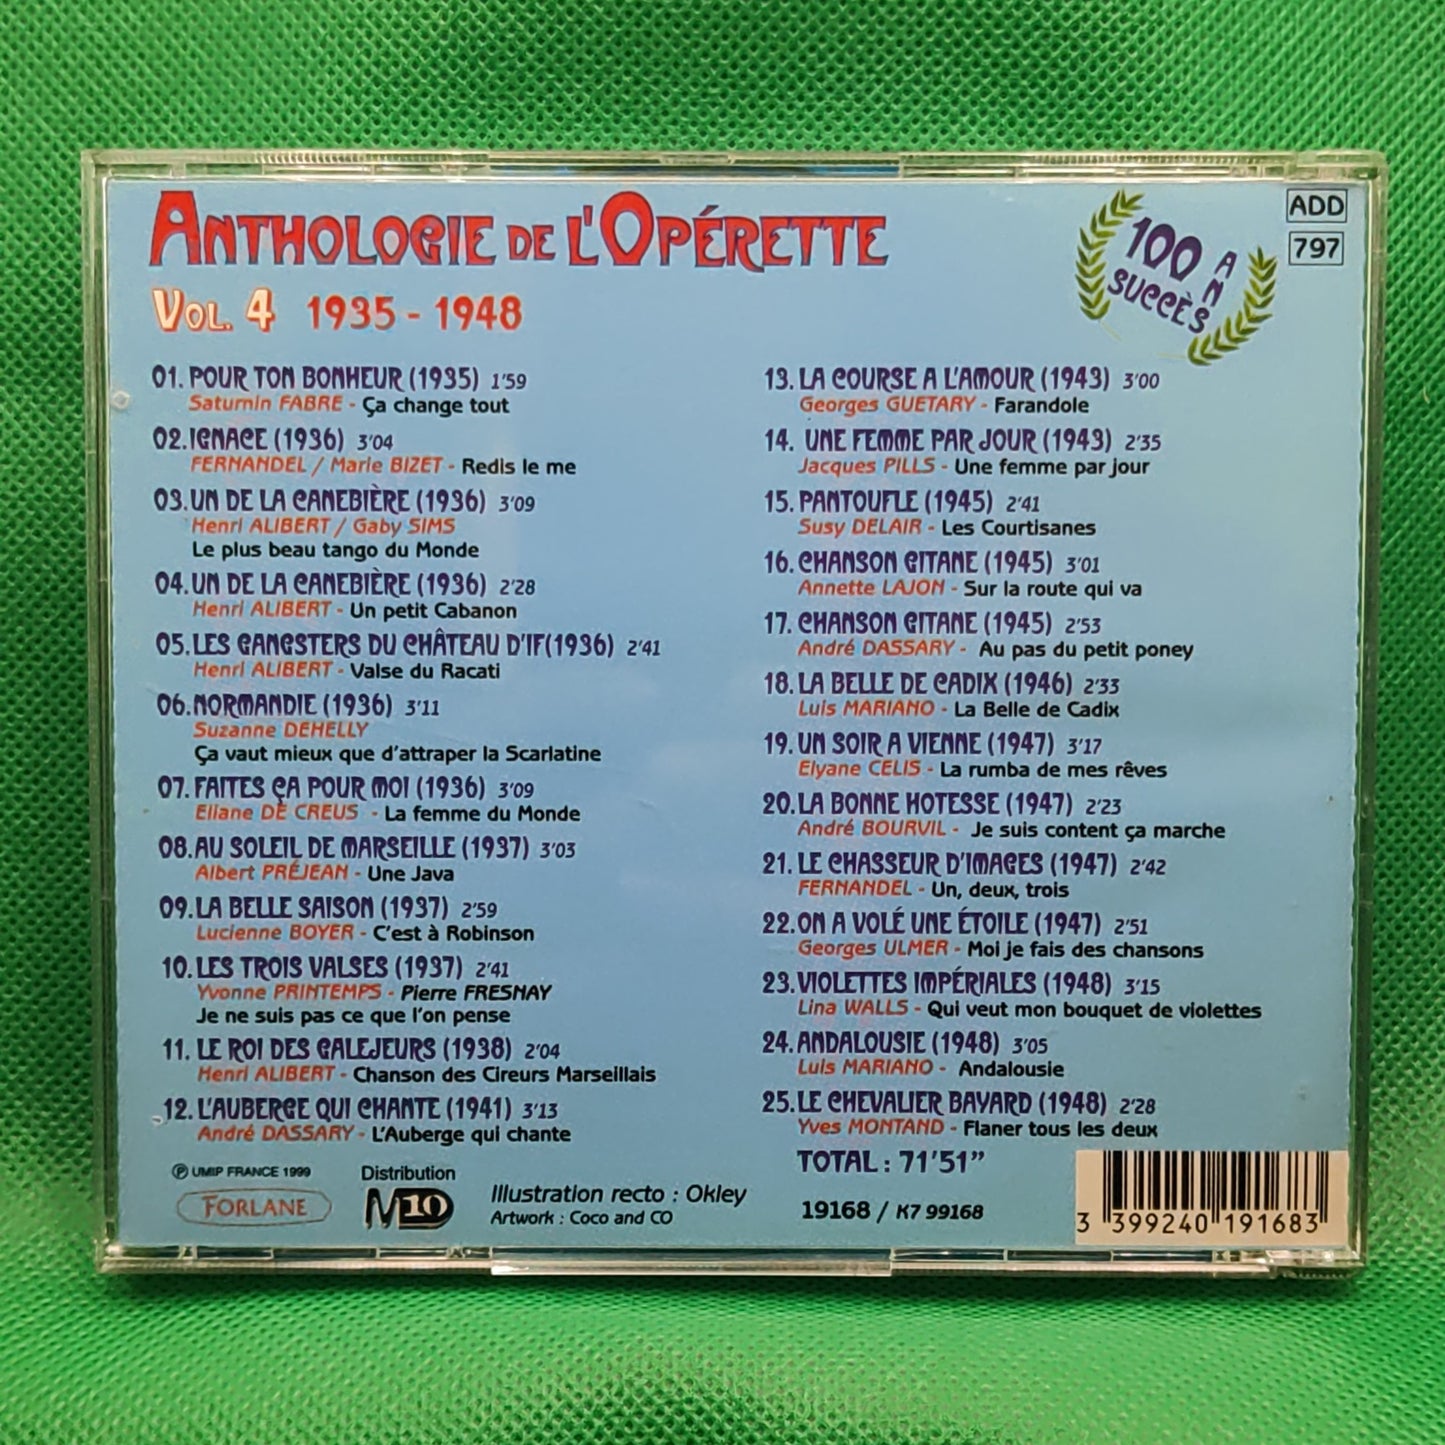 ANTHOLOGIE DE L'OPÉRETTE
VOL. 4 1935 - 1948
100 ANS
SUCCÈS
ADD
797
01. POUR TON BONHEUR (1935) 1'59
Saturnin FABRE - Ça change tout
02. IGNACE (1936) 3'04
FERNANDEL / Marie BIZET - Redis le me
03. UN DE LA CANEBIÈRE (1936) 3'09
Henri ALIBERT / Gaby SIMS
Le plus beau tango du Monde
04. UN DE LA CANEBIÈRE (1936) 2'28
Henri ALIBERT - Un petit Cabanon
05. LES GANGSTERS DU CHÂTEAU D'IF(1936) 2'41
Henri ALIBERT - Valse du Racati
06. NORMANDIE (1936) 3'11
Suzanne DEHELLY
Ça vaut mieux que d'attraper la Scarlatine
07. FAITES ÇA POUR MOI (1936) 3'09
Eliane DE CREUS - La femme du Monde
08. AU SOLEIL DE MARSEILLE (1937) 3'03
Albert PRÉJEAN - Une Java
09. LA BELLE SAISON (1937) 2'59
Lucienne BOYER - C'est à Robinson
10. LES TROIS VALSES (1937) 2'41
Yvonne PRINTEMPS - Pierre FRESNAY
Je ne suis pas ce que l'on pense
11. LE ROI DES GALEJEURS (1938) 2'04
Henri ALIBERT - Chanson des Cireurs Marseillais
12. L'AUBERGE QUI CHANTE (1941) 3'13
André DASSARY - L'Auberge qui chante
13. LA COURSE A L'AMOUR (1943) 3'00
Georges GUETARY - Farandole
14. UNE FEMME PAR JOUR (1943) 2'35
Jacques PILLS - Une femme par jour
15. PANTOUFLE (1945) 2'41
Susy DELAIR - Les Courtisanes
16. CHANSON GITANE (1945) 3'01
Annette LAJON - Sur la route qui va
17. CHANSON GITANE (1945) 2'53
André DASSARY - Au pas du petit poney
18. LA BELLE DE CADIX (1946) 2'33
Luis MARIANO - La Belle de Cadix
19. UN SOIR A VIENNE (1947) 3'17
Elyane CELIS - La rumba de mes rêves
20. LA BONNE HOTESSE (1947) 2'23
André BOURVIL - Je suis content ça marche
21. LE CHASSEUR D'IMAGES (1947) 2'42
FERNANDEL - Un, deux, trois
22. ON A VOLÉ UNE ÉTOILE (1947) 2'51
Georges ULMER - Moi je fais des chansons
23. VIOLETTES IMPÉRIALES (1948) 3'15
Lina WALLS - Qui veut mon bouquet de violettes
24. ANDALOUSIE (1948) 3'05
Luis MARIANO - Andalousie
25. LE CHEVALIER BAYARD (1948) 2'28
Yves MONTAND - Flaner tous les deux
TOTAL : 71'51"
℗ UMIP FRANCE 1999
FORLANE
Distribution
M10
Illustration recto : Okley
Artwork : Coco and CO
19168 / K7 99168
3 399240 191683